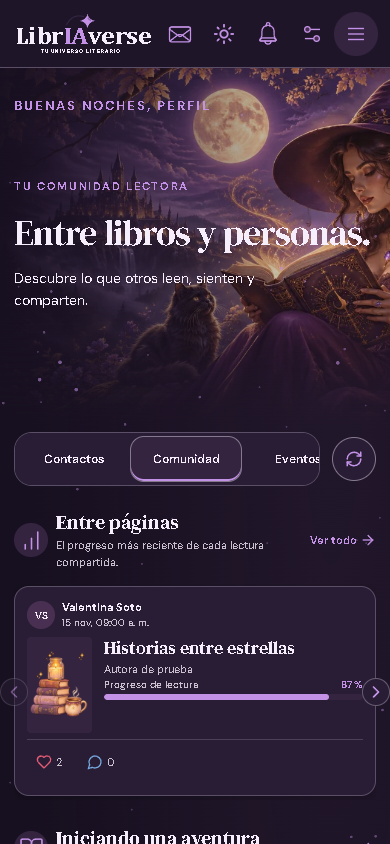 LibrIAverse
TU UNIVERSO LITERARIO
BUENAS NOCHES, PERFIL
TU COMUNIDAD LECTORA
Entre libros y personas.
Descubre lo que otros leen, sienten y
comparten.
Contactos
Comunidad
Eventos
Entre páginas
El progreso más reciente de cada lectura
compartida.
Ver todo
VS
Valentina Soto
15 nov, 09:00 a. m.
Historias entre estrellas
Autora de prueba
Progreso de lectura
87%
2
0
Iniciando una aventura